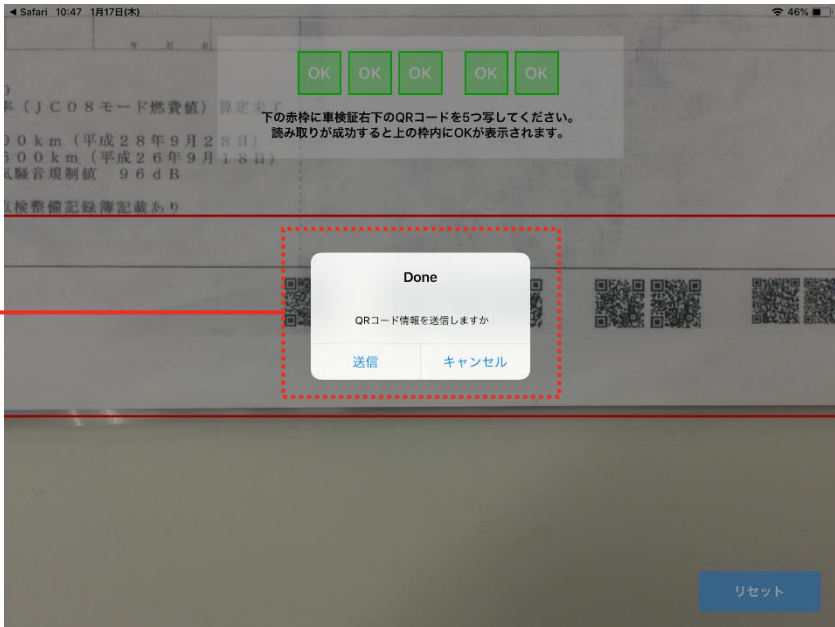 ◀ Safari 10:47 1月17日(木) 46%
年 月 日
OK OK OK OK OK
(JC08モード燃費値) 算定未了
下の赤枠に車検証右下のQRコードを5つ写してください。
読み取りが成功すると上の枠内にOKが表示されます。
00km(平成28年9月28日)
600km(平成26年9月18日)
騒音規制値 96dB
点検整備記録簿記載あり
Done
QRコード情報を送信しますか
送信 キャンセル
リセット